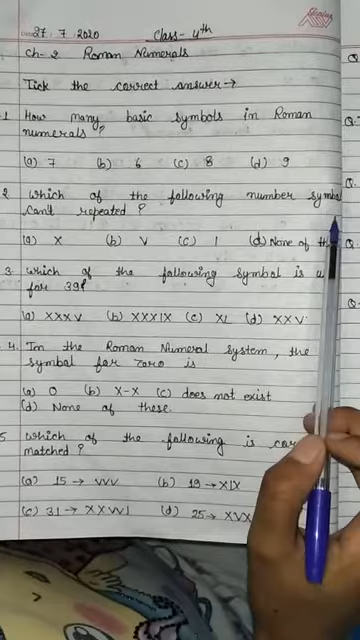 27.7.2020 Class - 4th
Ch-2 Roman Numerals
Tick the correct answer→
1 How many basic symbols in Roman
numerals?
(a) 7 (b) 6 (c) 8 (d) 9
2 which of the following number symbol
can't repeated?
(a) X (b) V (c) I (d) None of the
3. which of the following symbol is u
for 39?
(a) XXXV (b) XXXIX (c) XL (d) XXV
4. In the Roman Numeral system, the
symbol for zoro is
(a) 0 (b) X-X (c) does not exist
(d) None of these.
5 which of the following is
matched?
(a) 15→ VVV (b) 19→XIX
(c) 31→ XXVVI (d) 25→ XVX
Q
Q.
Q.
Q.
Q.